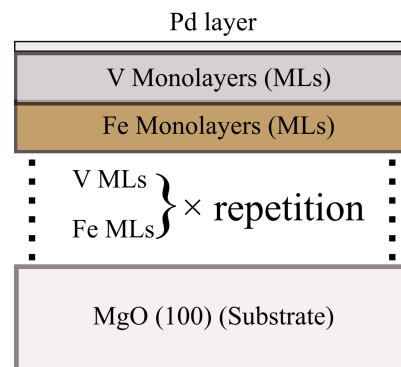 Pd layer
V Monolayers (MLs)
Fe Monolayers (MLs)
V MLs
Fe MLs
} × repetition
MgO (100) (Substrate)